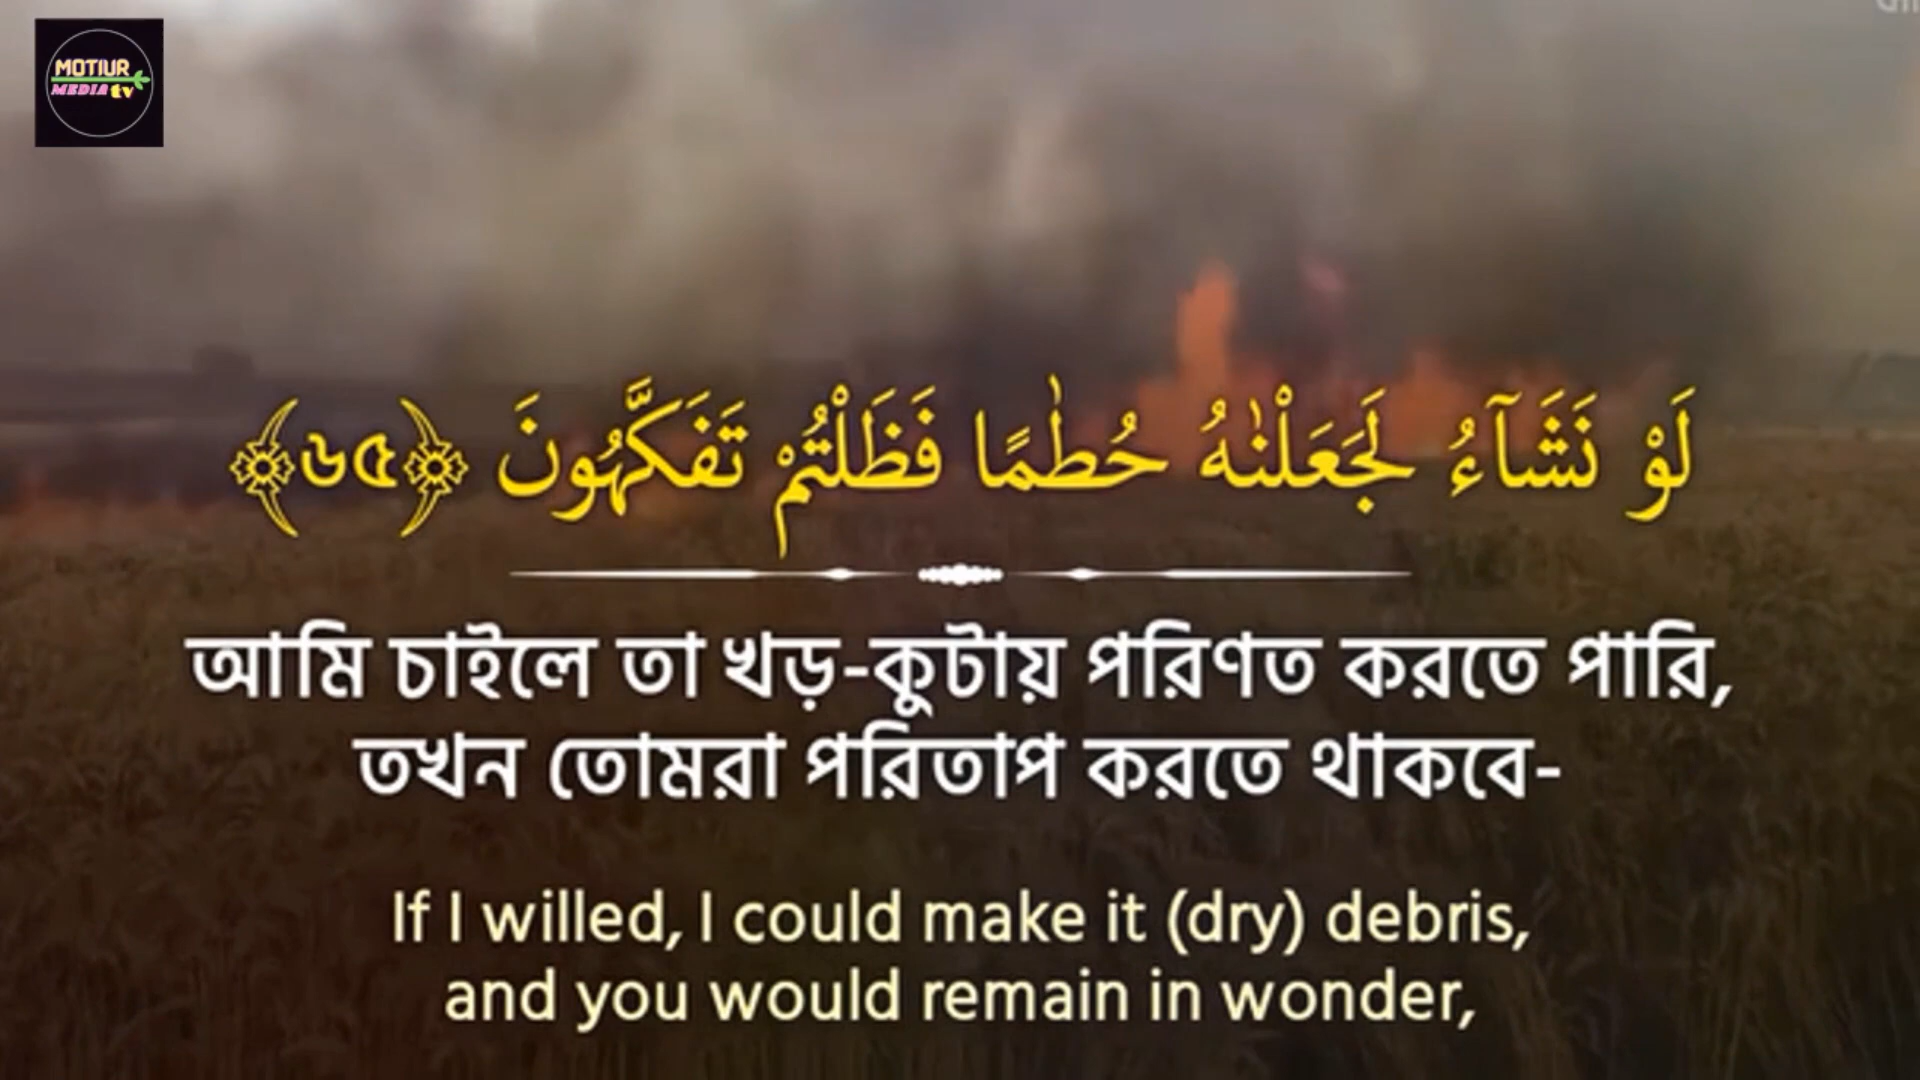 MOTIUR
MEDIA tv
لَوْ نَشَآءُ لَجَعَلْنٰهُ حُطٰمًا فَظَلْتُمْ تَفَكَّهُونَ ﴿৬৫﴾
আমি চাইলে তা খড়-কুটায় পরিণত করতে পারি,
তখন তোমরা পরিতাপ করতে থাকবে-
If I willed, I could make it (dry) debris,
and you would remain in wonder,